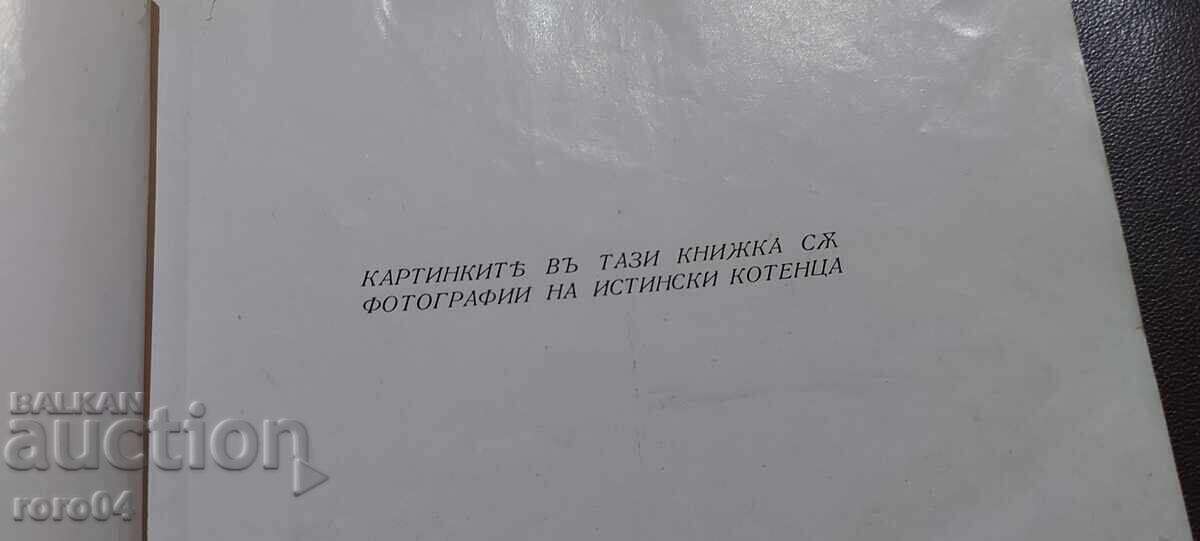 КАРТИНКИТѢ ВЪ ТАЗИ КНИЖКА СѪ
ФОТОГРАФИИ НА ИСТИНСКИ КОТЕНЦА
BALKAN
auction
roro04